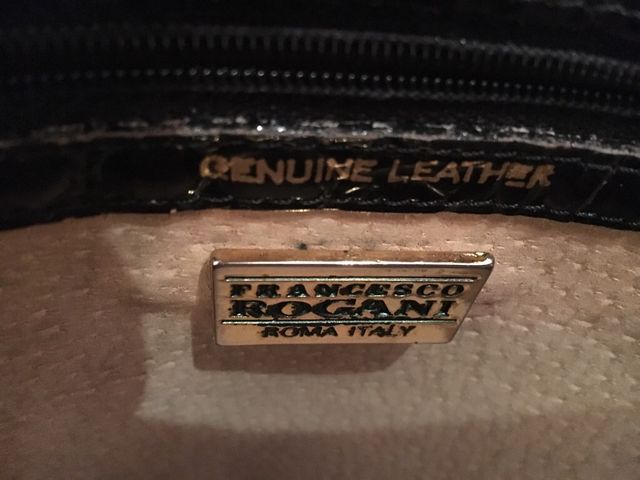 GENUINE LEATHER
FRANCESCO
ROGANI
ROMA ITALY